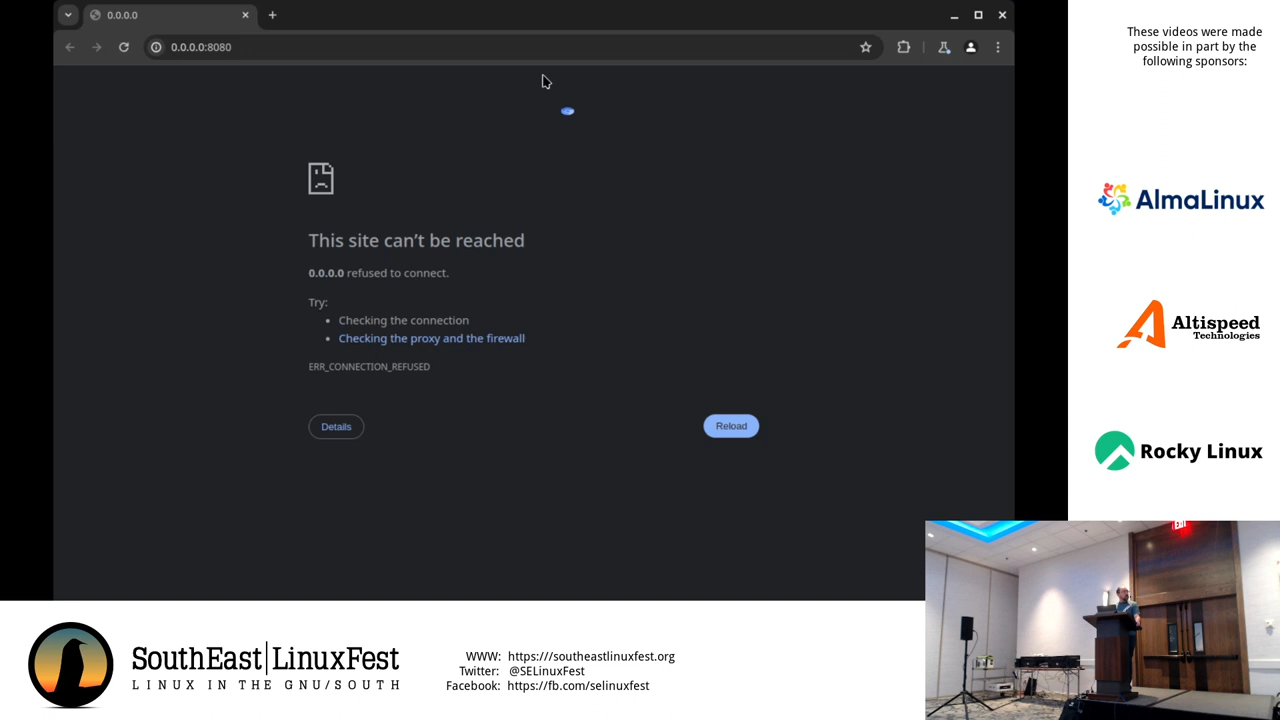 0.0.0.0
0.0.0.0:8080
This site can't be reached
0.0.0.0 refused to connect.
Try:
• Checking the connection
• Checking the proxy and the firewall
ERR_CONNECTION_REFUSED
Details
Reload
These videos were made
possible in part by the
following sponsors:
AlmaLinux
Altispeed
Technologies
Rocky Linux
EXIT
SouthEast|LinuxFest
LINUX IN THE GNU/SOUTH
WWW: https:///southeastlinuxfest.org
Twitter: @SELinuxFest
Facebook: https://fb.com/selinuxfest